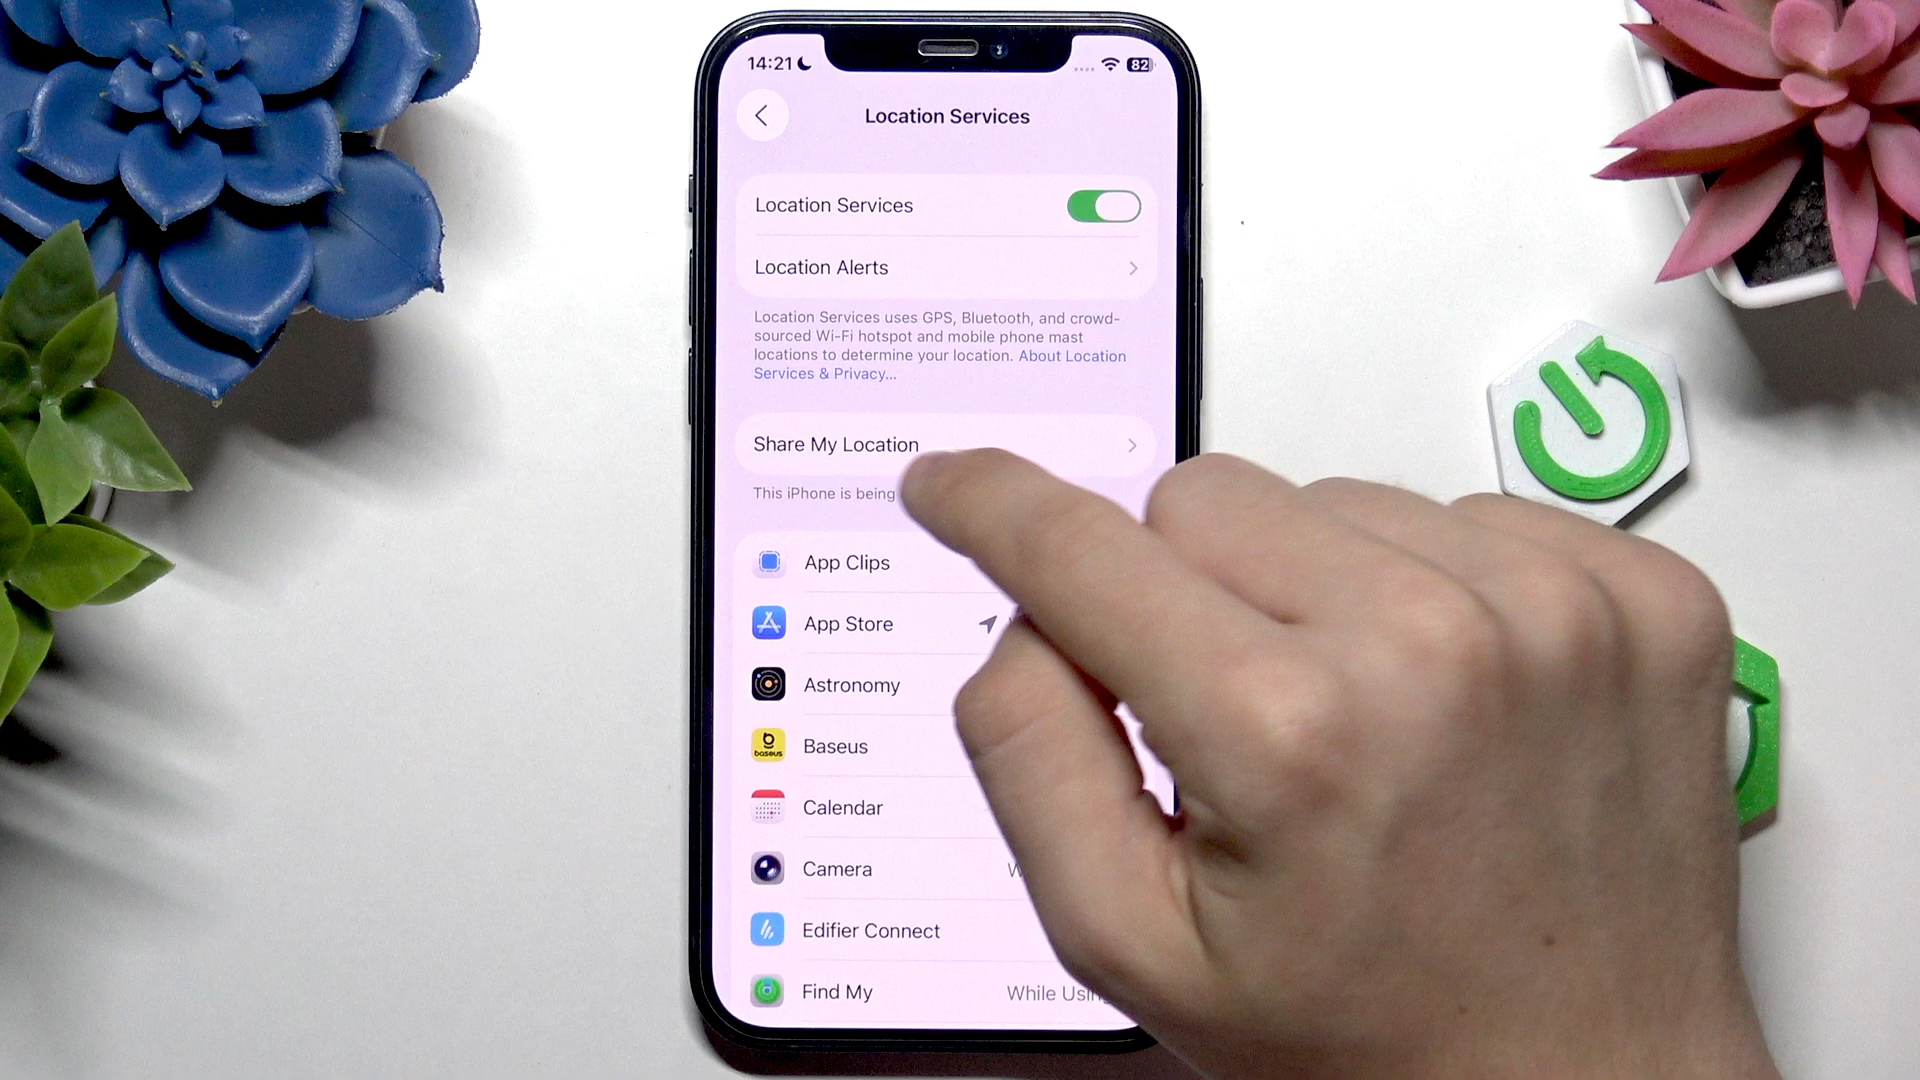 14:21
82
Location Services
Location Services
Location Alerts
Location Services uses GPS, Bluetooth, and crowd-
sourced Wi-Fi hotspot and mobile phone mast
locations to determine your location. About Location
Services & Privacy...
Share My Location
This iPhone is being
App Clips
App Store
Astronomy
baseus
Baseus
Calendar
Camera
Edifier Connect
Find My
While Using